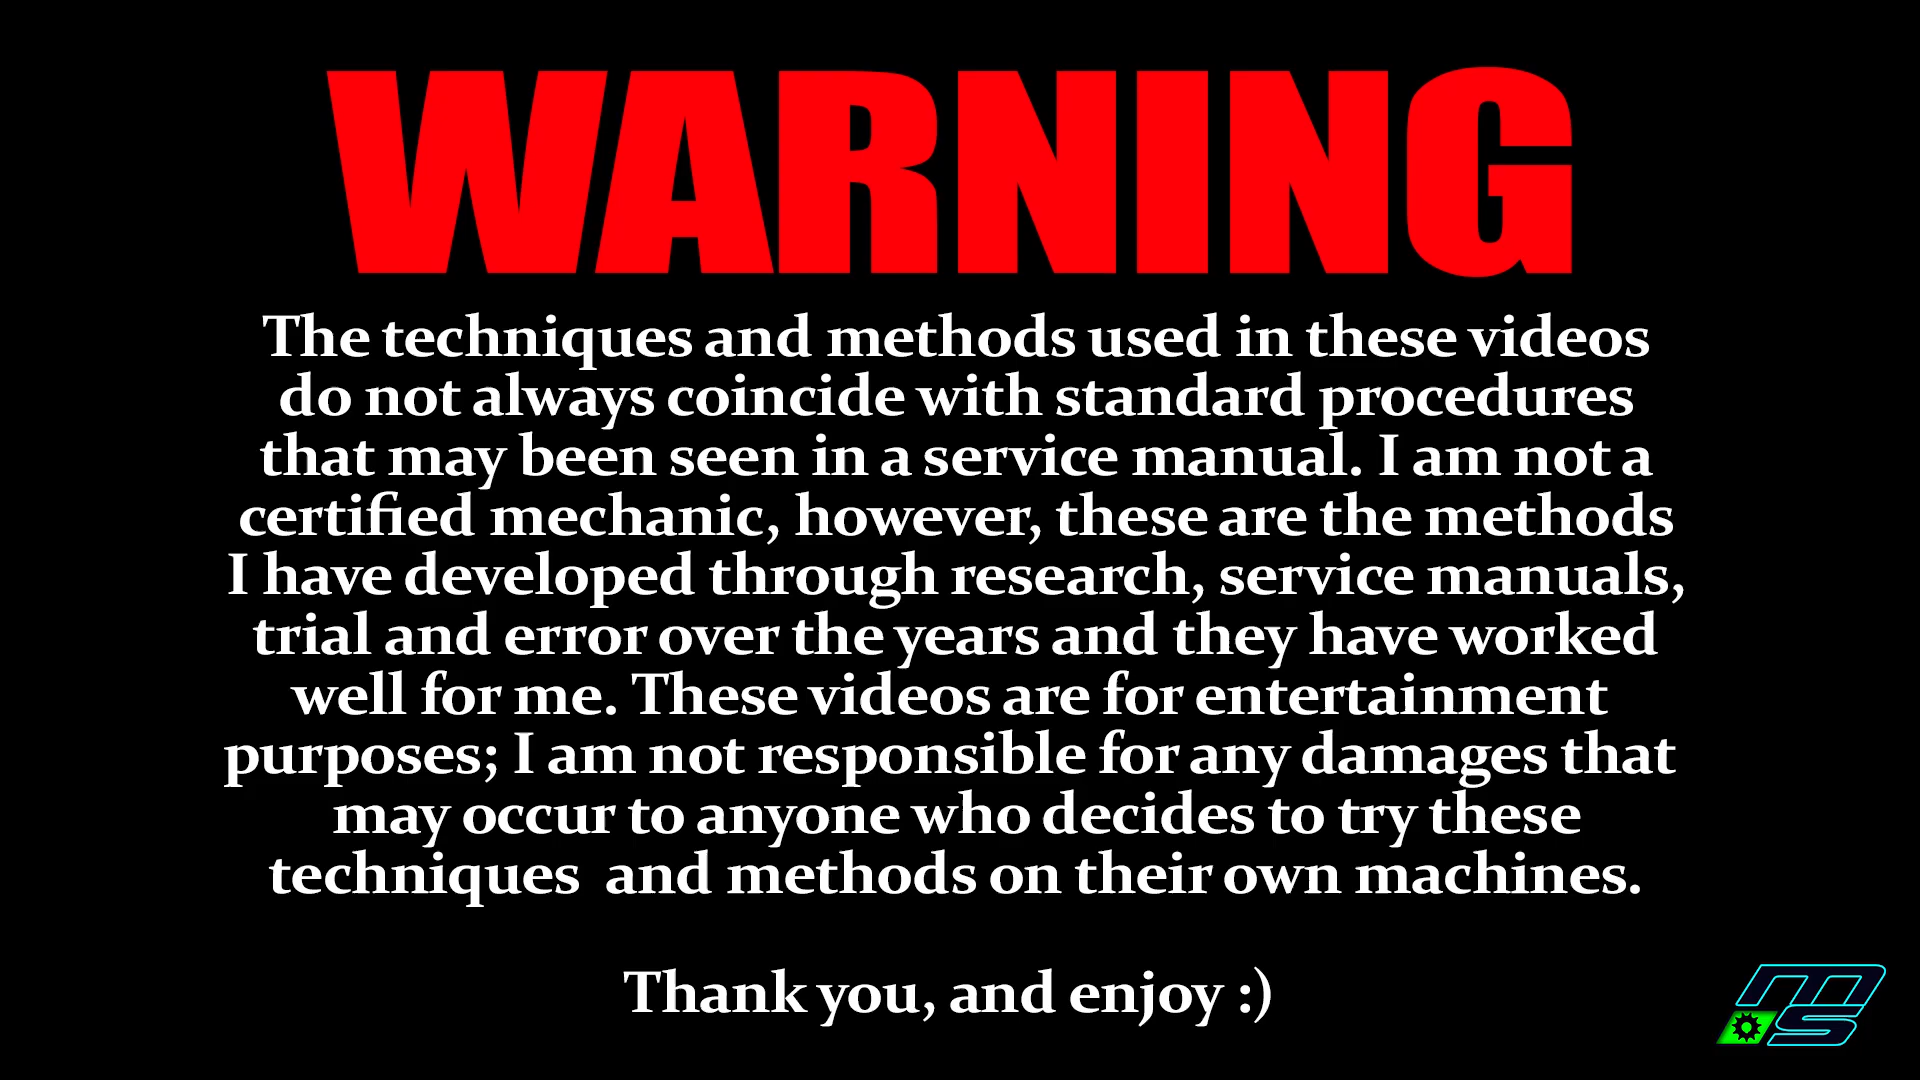 WARNING
The techniques and methods used in these videos
do not always coincide with standard procedures
that may been seen in a service manual. I am not a
certified mechanic, however, these are the methods
I have developed through research, service manuals,
trial and error over the years and they have worked
well for me. These videos are for entertainment
purposes; I am not responsible for any damages that
may occur to anyone who decides to try these
techniques  and methods on their own machines.
Thank you, and enjoy :)